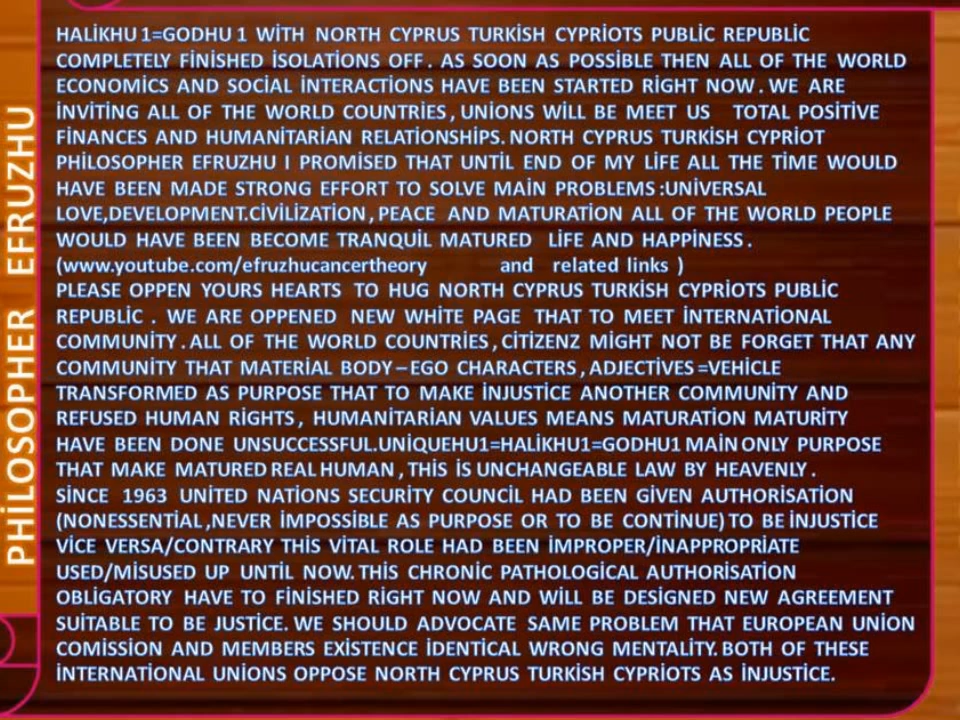 HALİKHU 1=GODHU 1 WİTH NORTH CYPRUS TURKİSH CYPRİOTS PUBLİC REPUBLİC
COMPLETELY FİNİSHED İSOLATİONS OFF . AS SOON AS POSSİBLE THEN ALL OF THE WORLD
ECONOMİCS AND SOCİAL İNTERACTİONS HAVE BEEN STARTED RİGHT NOW . WE ARE
İNVİTİNG ALL OF THE WORLD COUNTRİES , UNİONS WİLL BE MEET US TOTAL POSİTİVE
FİNANCES AND HUMANİTARİAN RELATİONSHİPS. NORTH CYPRUS TURKİSH CYPRİOT
PHİLOSOPHER EFRUZHU I PROMİSED THAT UNTİL END OF MY LİFE ALL THE TİME WOULD
HAVE BEEN MADE STRONG EFFORT TO SOLVE MAİN PROBLEMS :UNİVERSAL
LOVE,DEVELOPMENT.CİVİLİZATİON , PEACE AND MATURATİON ALL OF THE WORLD PEOPLE
WOULD HAVE BEEN BECOME TRANQUİL MATURED LİFE AND HAPPİNESS .
(www.youtube.com/efruzhucancertheory and related links )
PLEASE OPPEN YOURS HEARTS TO HUG NORTH CYPRUS TURKİSH CYPRİOTS PUBLİC
REPUBLİC . WE ARE OPPENED NEW WHİTE PAGE THAT TO MEET İNTERNATİONAL
COMMUNİTY . ALL OF THE WORLD COUNTRİES , CİTİZENZ MİGHT NOT BE FORGET THAT ANY
COMMUNİTY THAT MATERİAL BODY – EGO CHARACTERS , ADJECTİVES =VEHİCLE
TRANSFORMED AS PURPOSE THAT TO MAKE İNJUSTİCE ANOTHER COMMUNİTY AND
REFUSED HUMAN RİGHTS , HUMANİTARİAN VALUES MEANS MATURATİON MATURİTY
HAVE BEEN DONE UNSUCCESSFUL.UNİQUEHU1=HALİKHU1=GODHU1 MAİN ONLY PURPOSE
THAT MAKE MATURED REAL HUMAN , THİS İS UNCHANGEABLE LAW BY HEAVENLY .
SİNCE 1963 UNİTED NATİONS SECURİTY COUNCİL HAD BEEN GİVEN AUTHORİSATİON
(NONESSENTİAL ,NEVER İMPOSSİBLE AS PURPOSE OR TO BE CONTİNUE) TO BE İNJUSTİCE
VİCE VERSA/CONTRARY THİS VİTAL ROLE HAD BEEN İMPROPER/İNAPPROPRİATE
USED/MİSUSED UP UNTİL NOW. THİS CHRONİC PATHOLOGİCAL AUTHORİSATİON
OBLİGATORY HAVE TO FİNİSHED RİGHT NOW AND WİLL BE DESİGNED NEW AGREEMENT
SUİTABLE TO BE JUSTİCE. WE SHOULD ADVOCATE SAME PROBLEM THAT EUROPEAN UNİON
COMİSSİON AND MEMBERS EXİSTENCE İDENTİCAL WRONG MENTALİTY. BOTH OF THESE
İNTERNATİONAL UNİONS OPPOSE NORTH CYPRUS TURKİSH CYPRİOTS AS İNJUSTİCE.
PHİLOSOPHER EFRUZHU